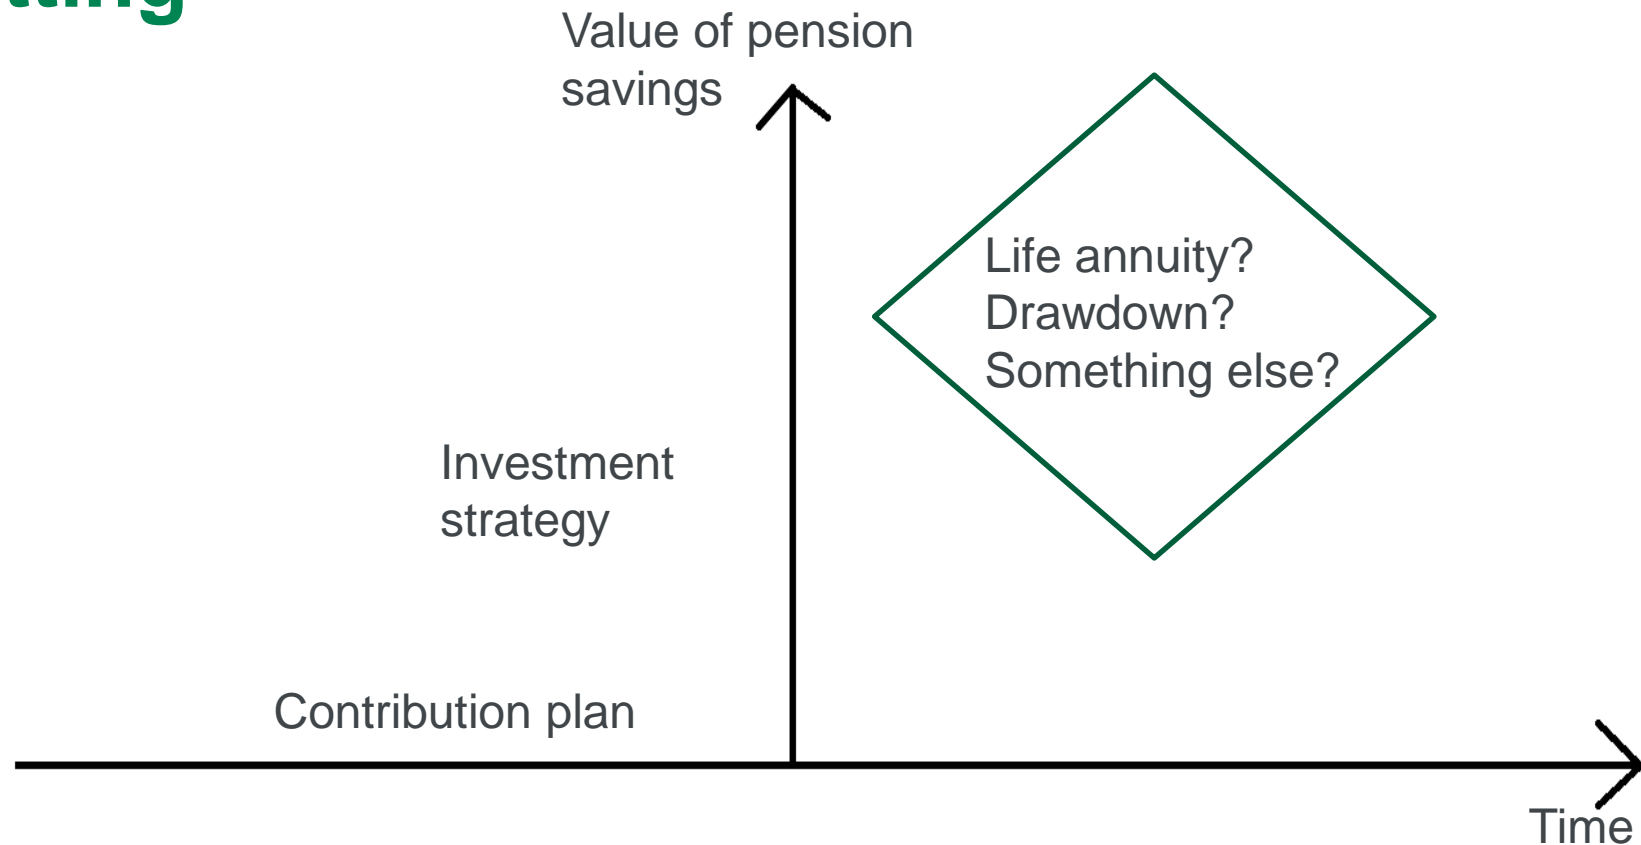 Value of pension
savings
Life annuity?
Drawdown?
Something else?
Investment
strategy
Contribution plan
Time